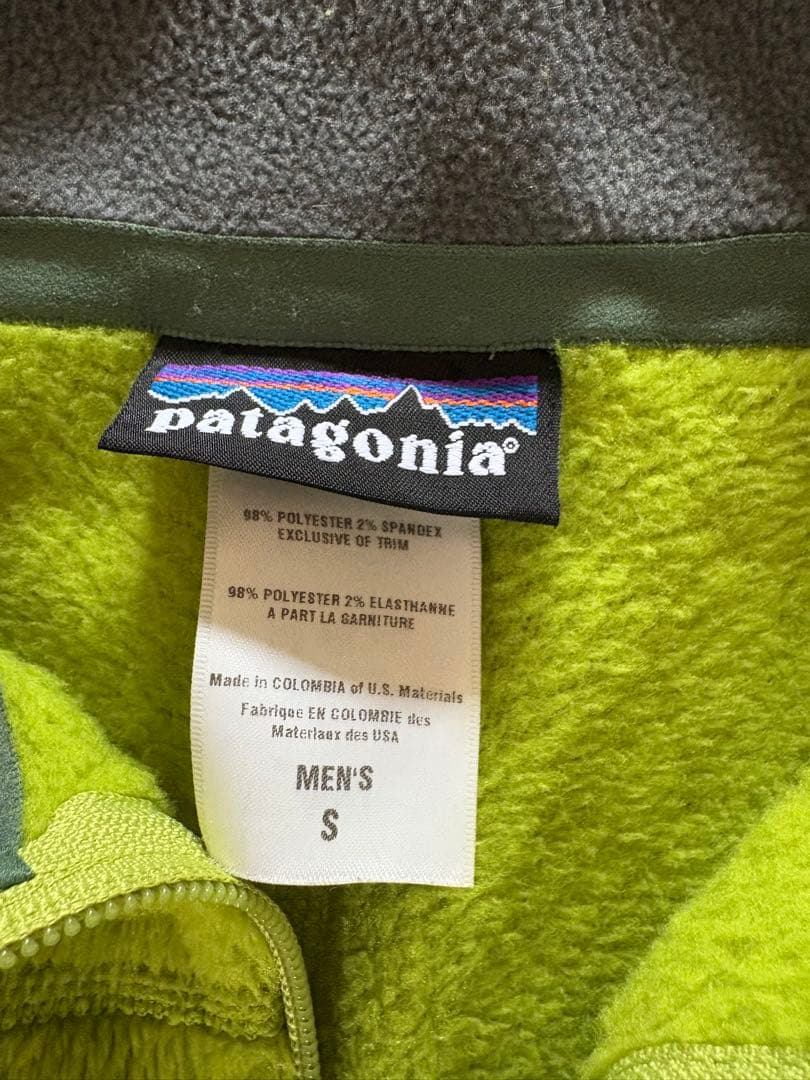 patagonia®
98% POLYESTER 2% SPANDEX
EXCLUSIVE OF TRIM
98% POLYESTER 2% ELASTHANNE
A PART LA GARNITURE
Made in COLOMBIA of U.S. Materials
Fabrique EN COLOMBIE des
Materiaux des USA
MEN'S
S